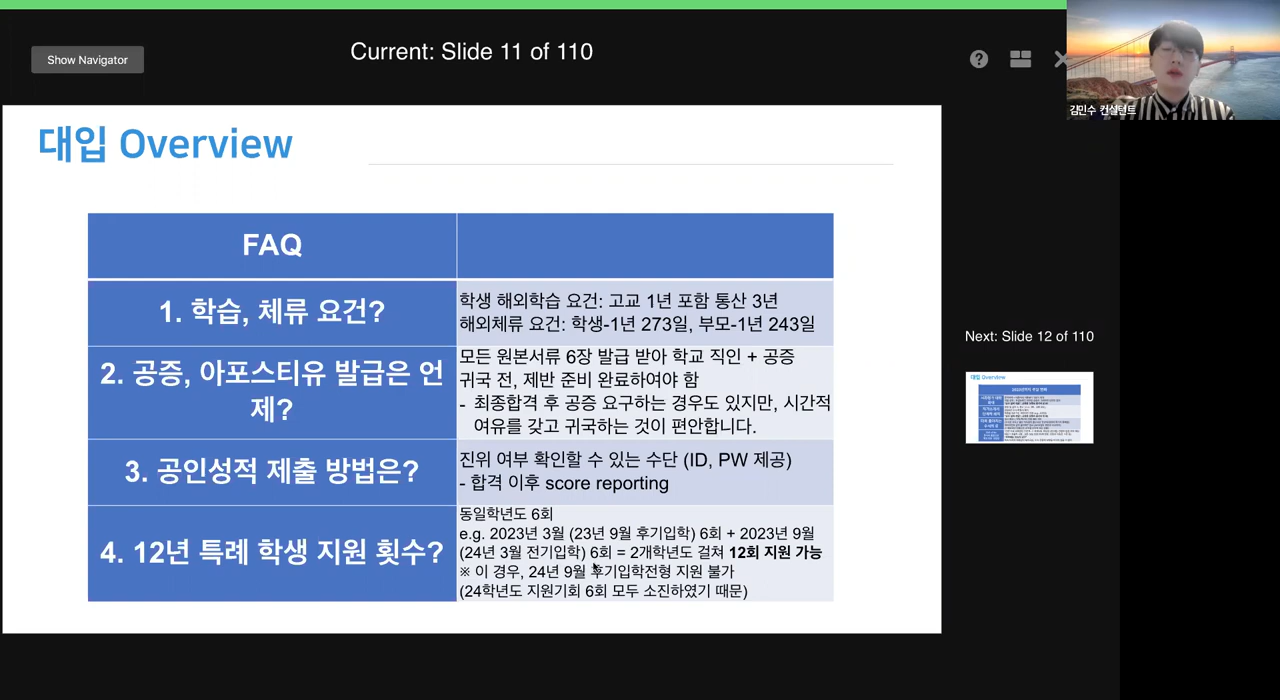 Show Navigator
Current: Slide 11 of 110
?
김민수 컨설턴트
대입 Overview
FAQ
1. 학습, 체류 요건?
학생 해외학습 요건: 고교 1년 포함 통산 3년
해외체류 요건: 학생-1년 273일, 부모-1년 243일
2. 공증, 아포스티유 발급은 언
제?
모든 원본서류 6장 발급 받아 학교 직인 + 공증
귀국 전, 제반 준비 완료하여야 함
- 최종합격 후 공증 요구하는 경우도 있지만, 시간적
여유를 갖고 귀국하는 것이 편안합니다.
3. 공인성적 제출 방법은?
진위 여부 확인할 수 있는 수단 (ID, PW 제공)
- 합격 이후 score reporting
4. 12년 특례 학생 지원 횟수?
동일학년도 6회
e.g. 2023년 3월 (23년 9월 후기입학) 6회 + 2023년 9월
(24년 3월 전기입학) 6회 = 2개학년도 걸쳐 12회 지원 가능
※ 이 경우, 24년 9월 후기입학전형 지원 불가
(24학년도 지원기회 6회 모두 소진하였기 때문)
Next: Slide 12 of 110
대입 Overview